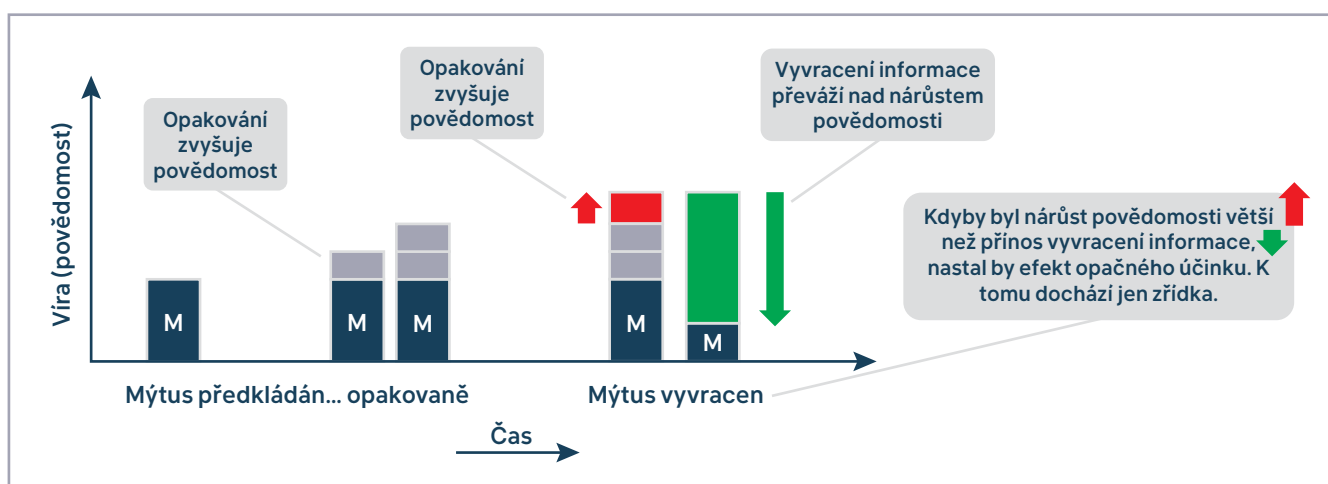 Opakování
zvyšuje
povědomost
Opakování
zvyšuje
povědomost
Vyvracení informace
převáží nad nárůstem
povědomosti
Kdyby byl nárůst povědomosti větší
než přínos vyvracení informace,
nastal by efekt opačného účinku. K
tomu dochází jen zřídka.
Víra (povědomost)
M
M
M
M
M
Mýtus předkládán... opakovaně
Mýtus vyvracen
Čas